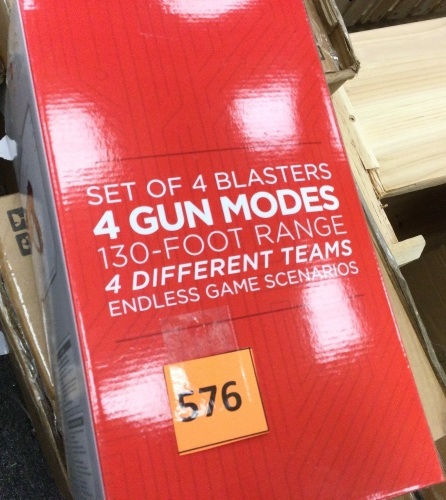 SET OF 4 BLASTERS
4 GUN MODES
130-FOOT RANGE
4 DIFFERENT TEAMS
ENDLESS GAME SCENARIOS
576